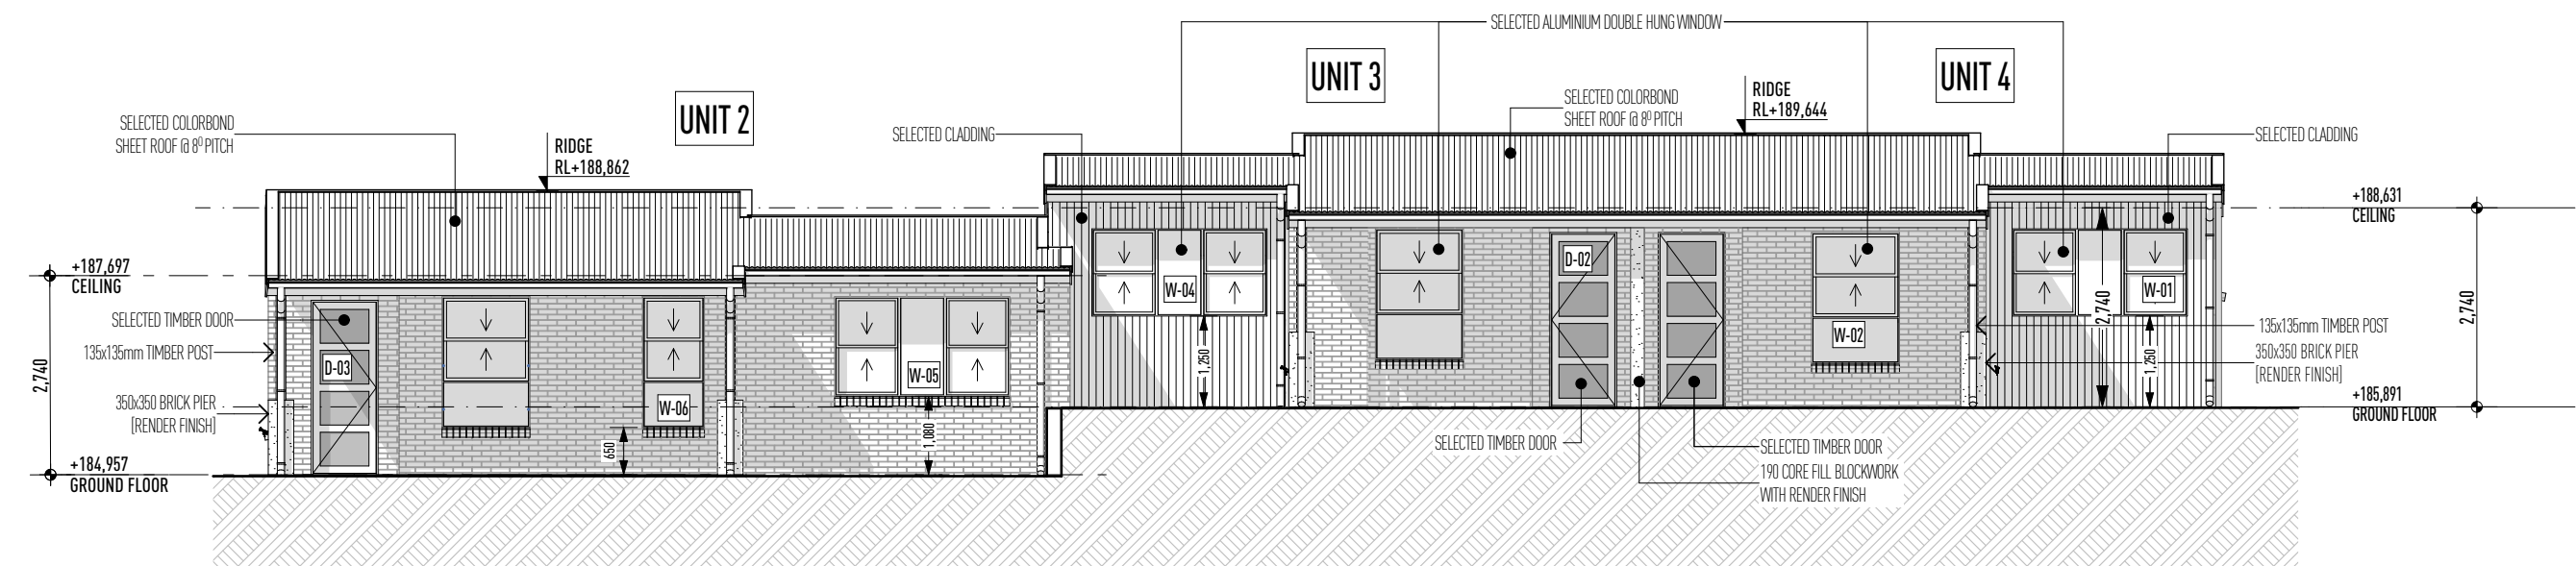 SELECTED ALUMINIUM DOUBLE HUNG WINDOW
UNIT 2
UNIT 3
UNIT 4
SELECTED COLORBOND
SHEET ROOF @ 8⁰ PITCH
RIDGE
RL+188,862
SELECTED CLADDING
SELECTED COLORBOND
SHEET ROOF @ 8⁰ PITCH
RIDGE
RL+189,644
SELECTED CLADDING
+187,697
CEILING
+188,631
CEILING
SELECTED TIMBER DOOR
135x135mm TIMBER POST
350x350 BRICK PIER
[RENDER FINISH]
2,740
+184,957
GROUND FLOOR
D-03
W-06
650
W-05
1,080
W-04
1,250
D-02
W-02
2,740
W-01
1,250
2,740
135x135mm TIMBER POST
350x350 BRICK PIER
[RENDER FINISH]
+185,891
GROUND FLOOR
SELECTED TIMBER DOOR
SELECTED TIMBER DOOR
190 CORE FILL BLOCKWORK
WITH RENDER FINISH